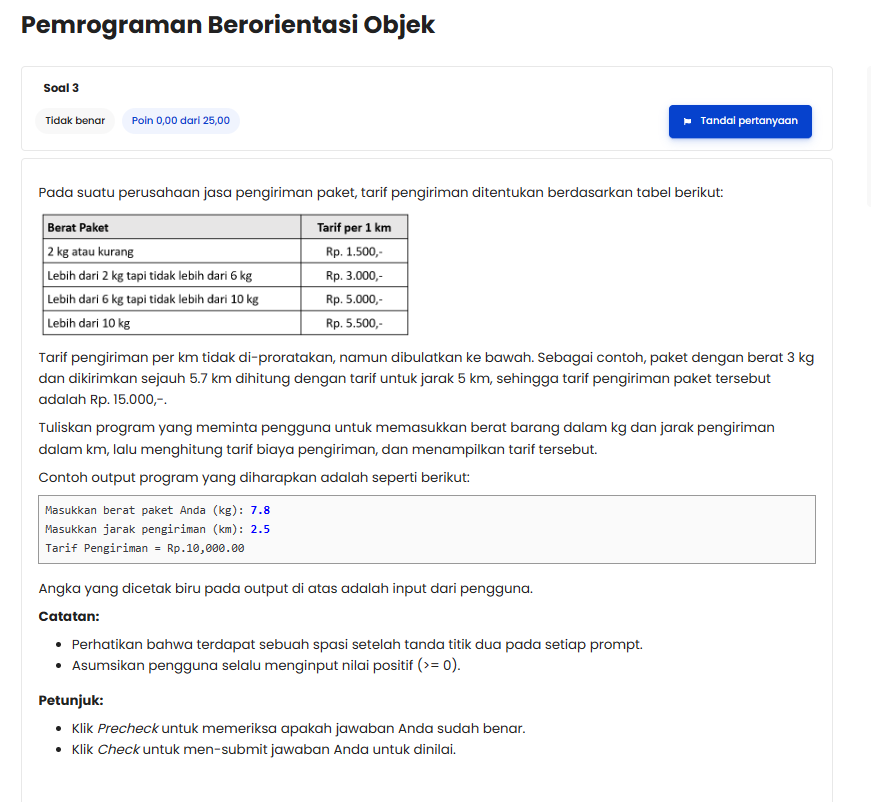 Pemrograman Berorientasi Objek
Soal 3
Tidak benar
Poin 0,00 dari 25,00
Tandai pertanyaan
Pada suatu perusahaan jasa pengiriman paket, tarif pengiriman ditentukan berdasarkan tabel berikut:
Berat Paket Tarif per 1 km
2 kg atau kurang Rp. 1.500,-
Lebih dari 2 kg tapi tidak lebih dari 6 kg Rp. 3.000,-
Lebih dari 6 kg tapi tidak lebih dari 10 kg Rp. 5.000,-
Lebih dari 10 kg Rp. 5.500,-
Tarif pengiriman per km tidak di-proratakan, namun dibulatkan ke bawah. Sebagai contoh, paket dengan berat 3 kg
dan dikirimkan sejauh 5.7 km dihitung dengan tarif untuk jarak 5 km, sehingga tarif pengiriman paket tersebut
adalah Rp. 15.000,-.
Tuliskan program yang meminta pengguna untuk memasukkan berat barang dalam kg dan jarak pengiriman
dalam km, lalu menghitung tarif biaya pengiriman, dan menampilkan tarif tersebut.
Contoh output program yang diharapkan adalah seperti berikut:
Masukkan berat paket Anda (kg): 7.8
Masukkan jarak pengiriman (km): 2.5
Tarif Pengiriman = Rp.10,000.00
Angka yang dicetak biru pada output di atas adalah input dari pengguna.
Catatan:
• Perhatikan bahwa terdapat sebuah spasi setelah tanda titik dua pada setiap prompt.
• Asumsikan pengguna selalu menginput nilai positif (>= 0).
Petunjuk:
• Klik Precheck untuk memeriksa apakah jawaban Anda sudah benar.
• Klik Check untuk men-submit jawaban Anda untuk dinilai.